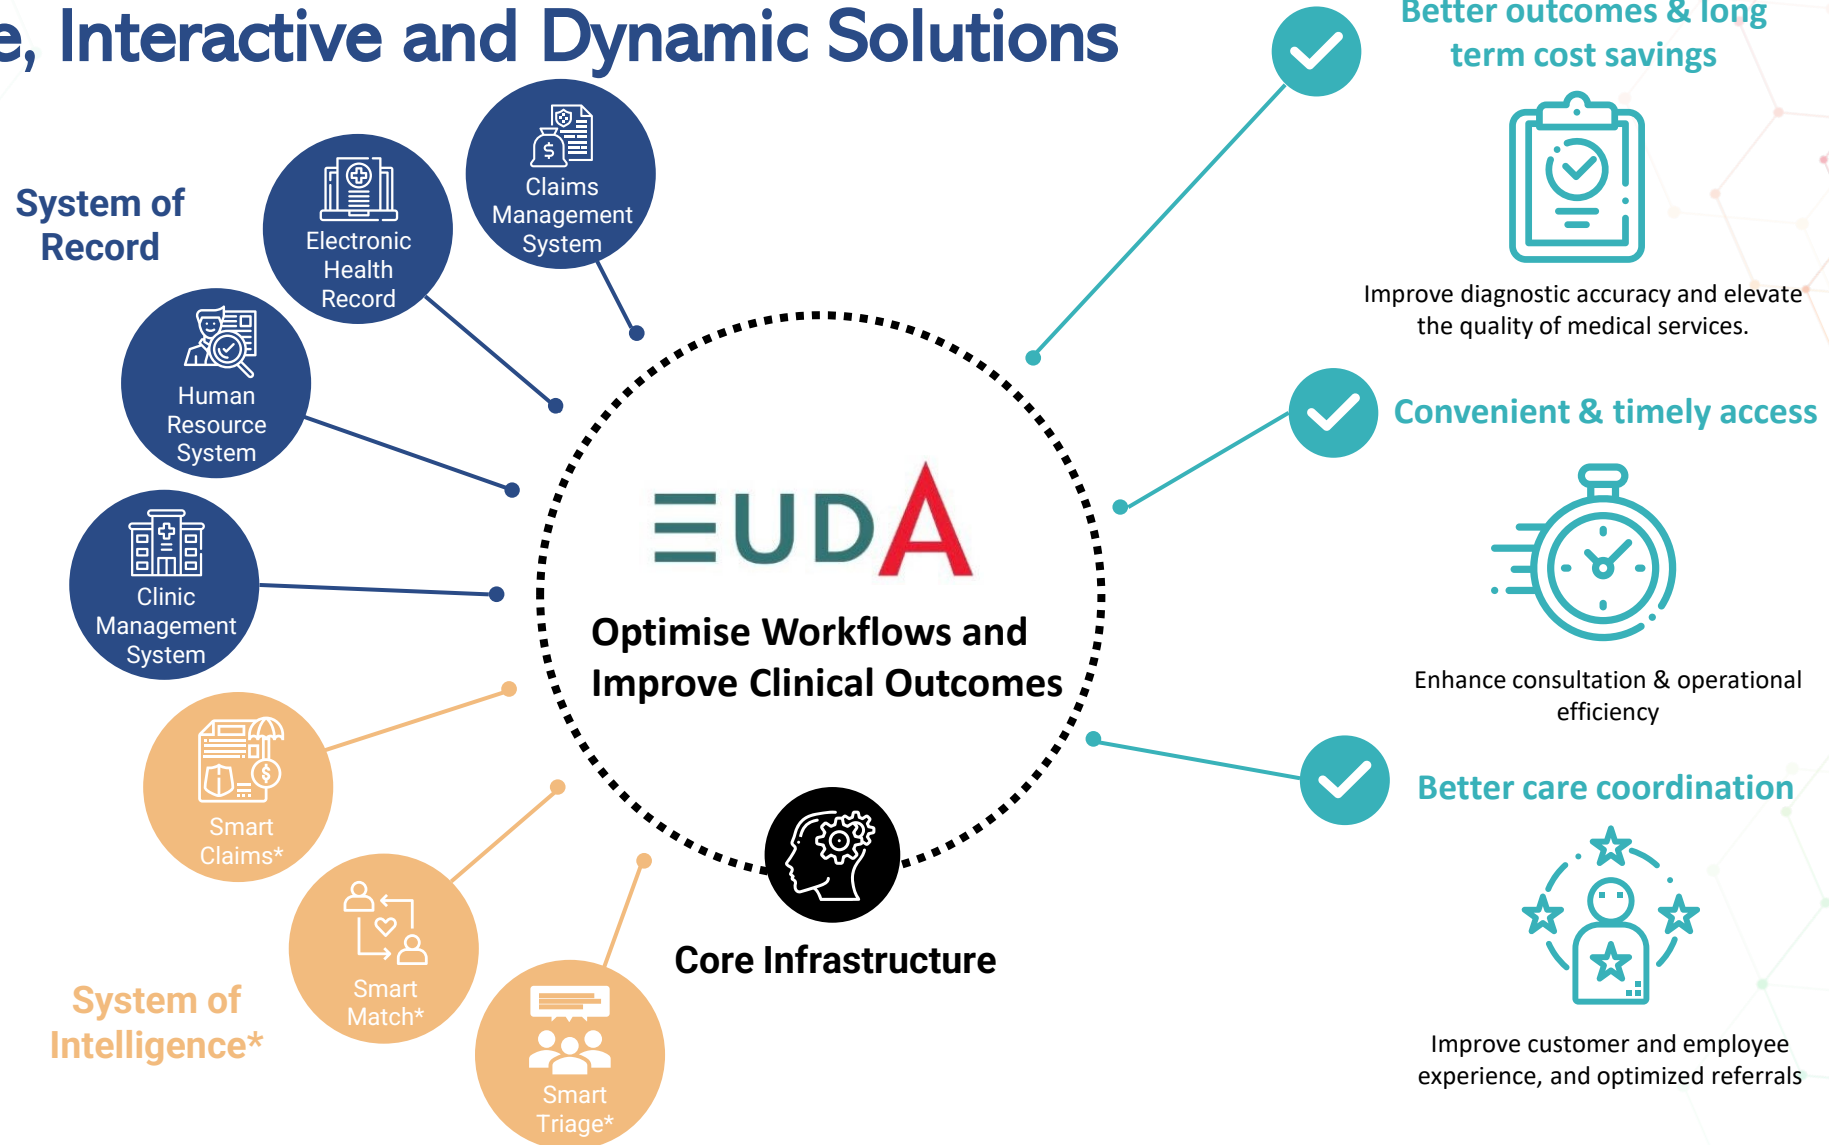 e, Interactive and Dynamic Solutions
System of
Record
Claims
Management
System
Electronic
Health
Record
Human
Resource
System
Clinic
Management
System
Smart
Claims*
Smart
Match*
Smart
Triage*
System of
Intelligence*
EUDA
Optimise Workflows and
Improve Clinical Outcomes
Core Infrastructure
Better outcomes & long
term cost savings
Improve diagnostic accuracy and elevate
the quality of medical services.
Convenient & timely access
Enhance consultation & operational
efficiency
Better care coordination
Improve customer and employee
experience, and optimized referrals